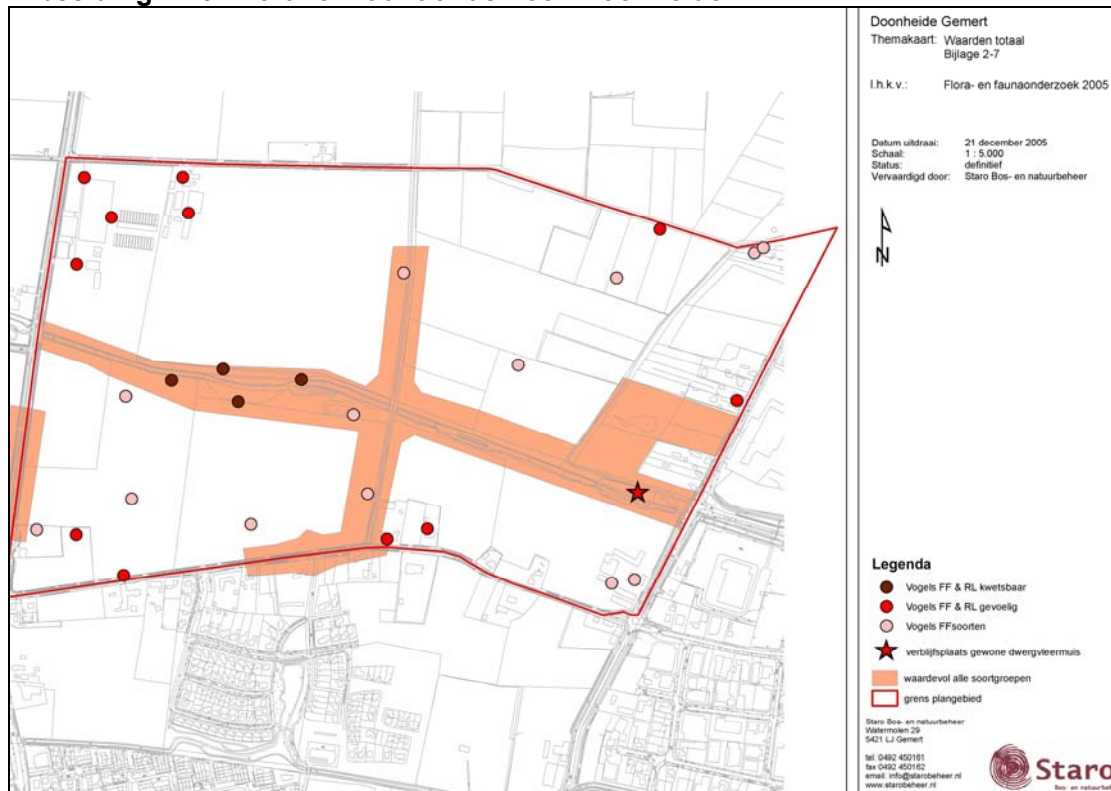 Doonheide Gemert
Themakaart: Waarden totaal
Bijlage 2-7
I.h.k.v.: Flora- en faunaonderzoek 2005
Datum uitdraai: 21 december 2005
Schaal: 1 : 5.000
Status: definitief
Vervaardigd door: Staro Bos- en natuurbeheer
N
Legenda
Vogels FF & RL kwetsbaar
Vogels FF & RL gevoelig
Vogels FFsoorten
verblijfsplaats gewone dwergvleermuis
waardevol alle soortgroepen
grens plangebied
Staro Bos- en natuurbeheer
Watermolen 29
5421 LJ Gemert
tel: 0492 450161
fax 0492 450162
email: info@starobeheer.nl
www.starobeheer.nl
Staro
Bos- en natuurbeh